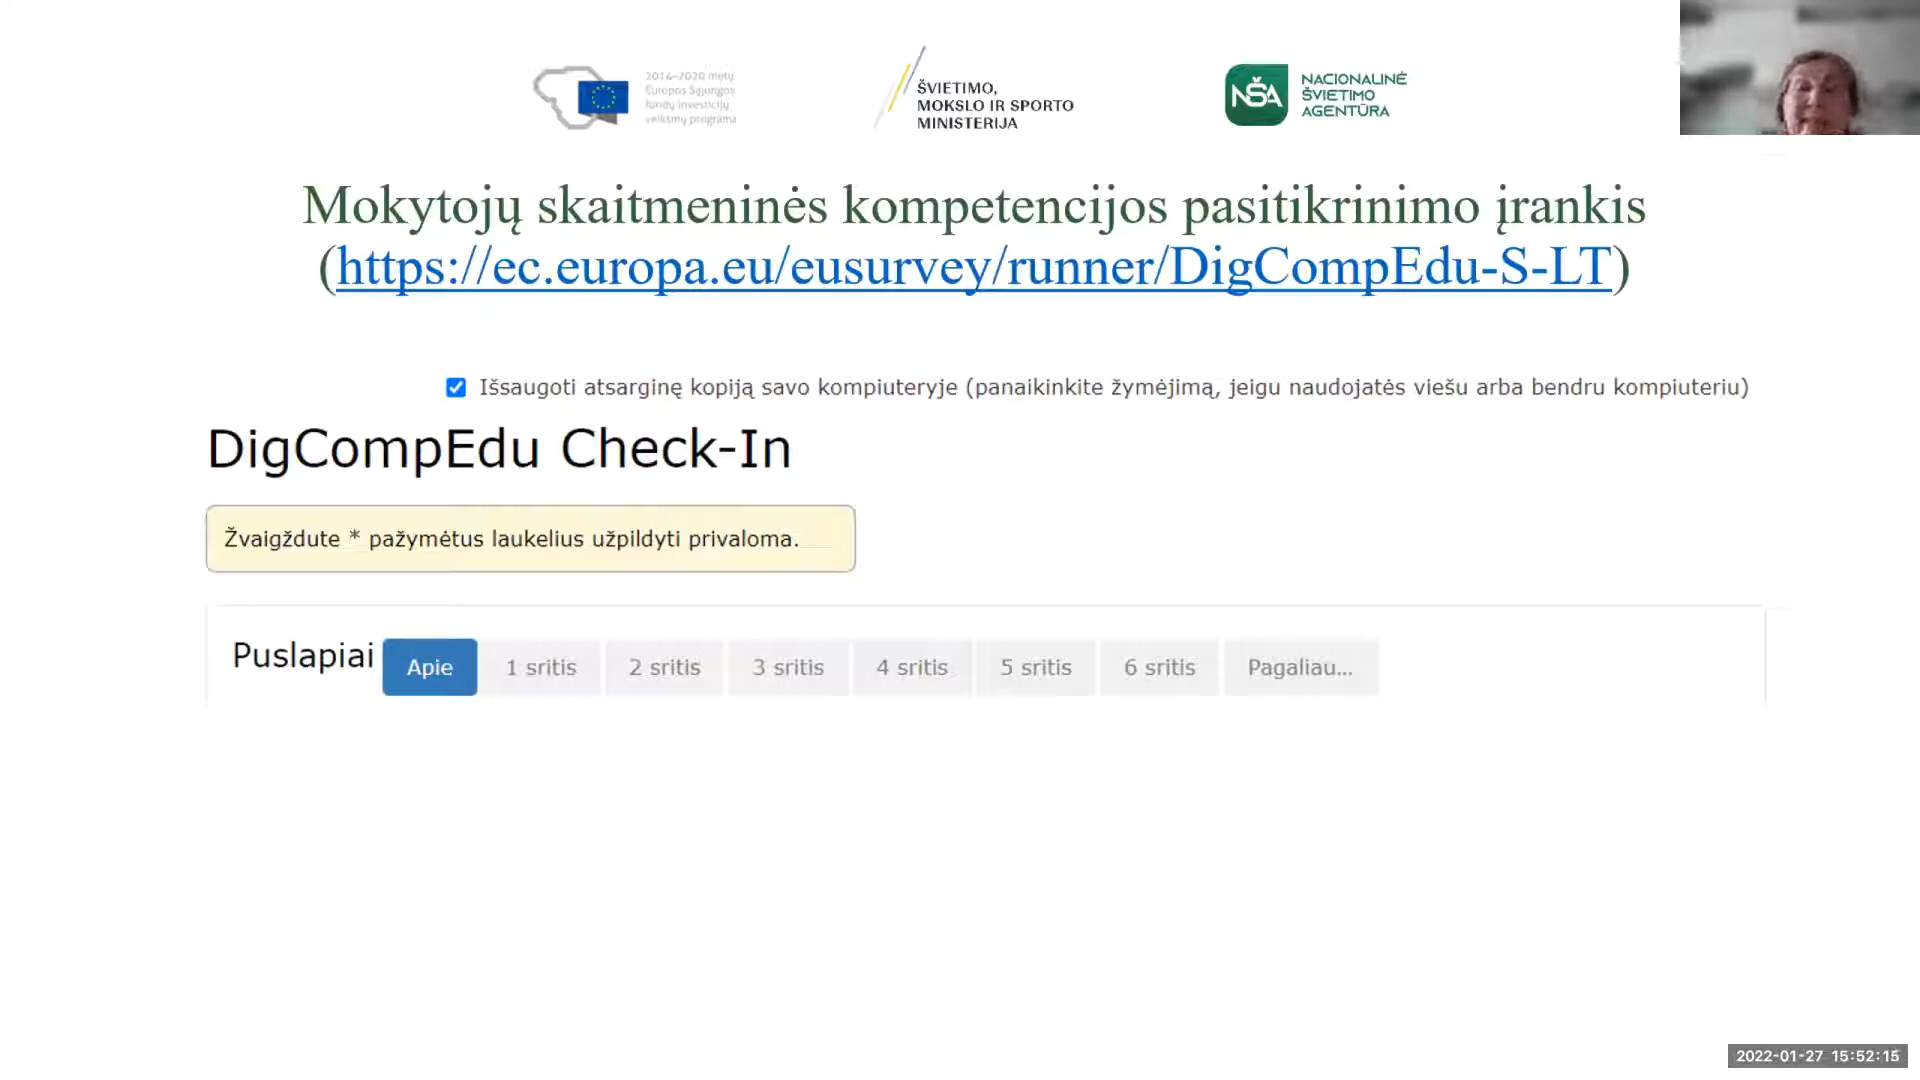 2014–2020 metų
Europos Sąjungos
fondų investicijų
veiksmų programa
ŠVIETIMO,
MOKSLO IR SPORTO
MINISTERIJA
NŠA
NACIONALINĖ
ŠVIETIMO
AGENTŪRA
Mokytojų skaitmeninės kompetencijos pasitikrinimo įrankis
(https://ec.europa.eu/eusurvey/runner/DigCompEdu-S-LT)
Išsaugoti atsarginę kopiją savo kompiuteryje (panaikinkite žymėjimą, jeigu naudojatės viešu arba bendru kompiuteriu)
DigCompEdu Check-In
Žvaigždute * pažymėtus laukelius užpildyti privaloma.
Puslapiai Apie 1 sritis 2 sritis 3 sritis 4 sritis 5 sritis 6 sritis Pagaliau...
2022-01-27 15:52:15